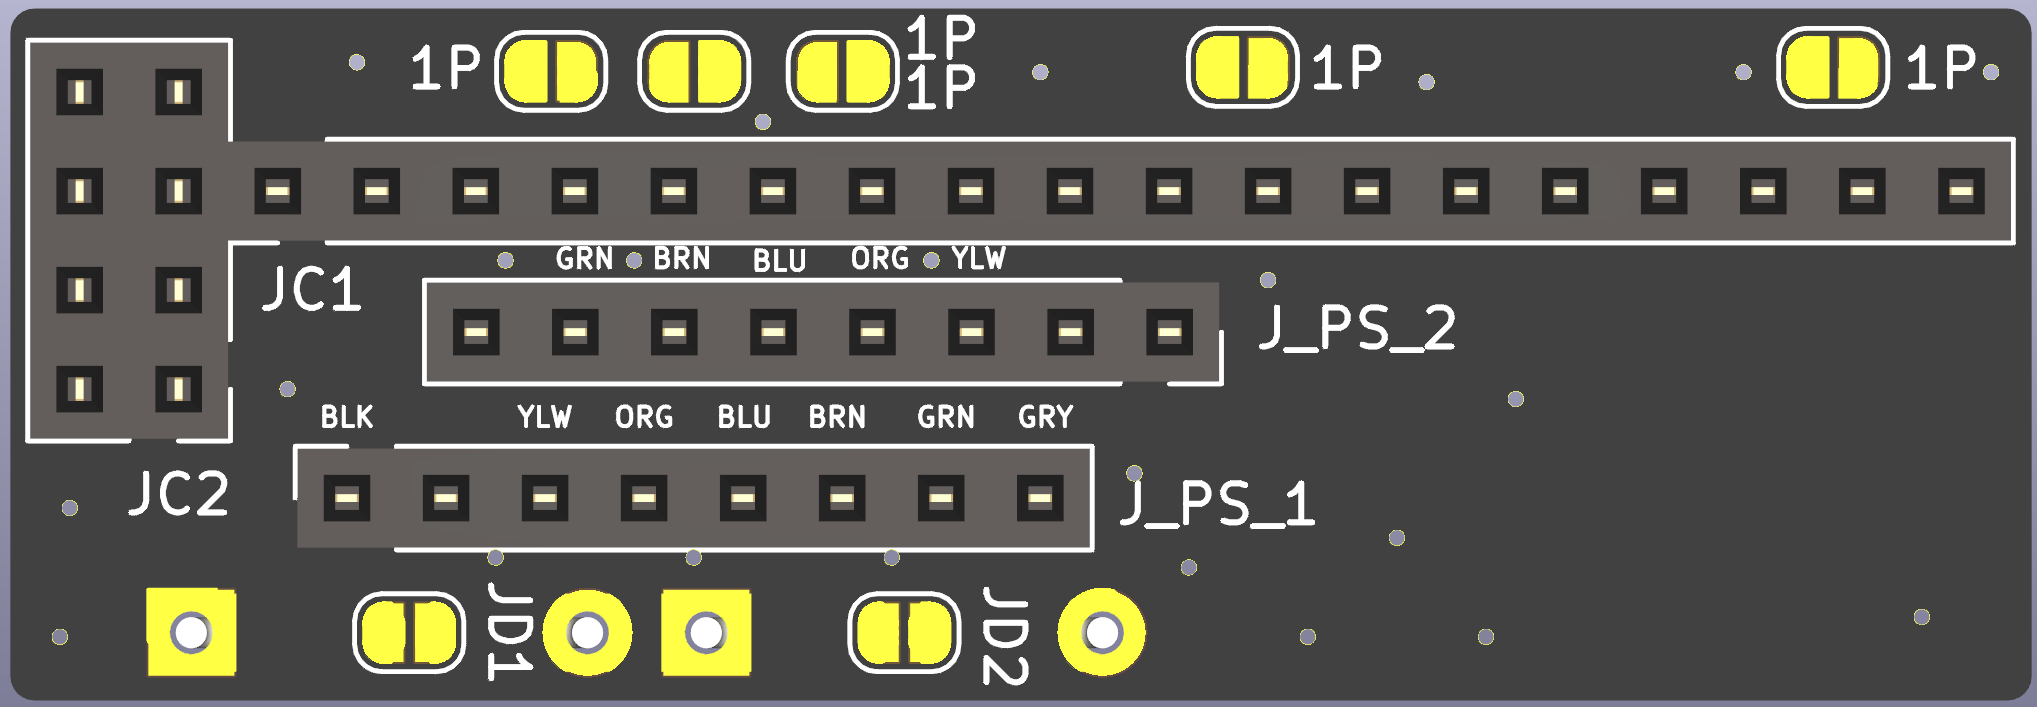 1P
1P
1P
1P
1P
GRN BRN BLU ORG YLW
JC1
J_PS_2
BLK YLW ORG BLU BRN GRN GRY
JC2
J_PS_1
JD1
JD2